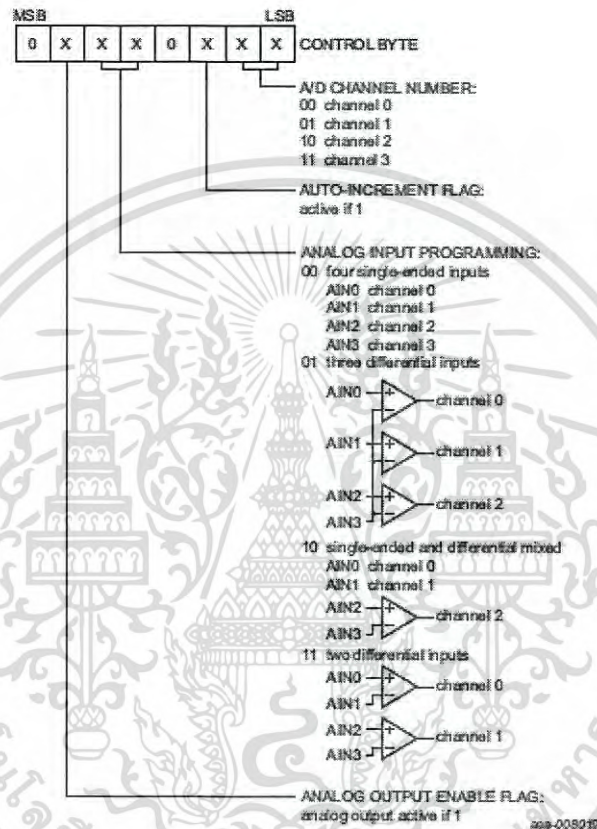 MSB LSB
0 X X X 0 X X X CONTROL BYTE
A/D CHANNEL NUMBER:
00 channel 0
01 channel 1
10 channel 2
11 channel 3
AUTO-INCREMENT FLAG:
active if 1
ANALOG INPUT PROGRAMMING:
00 four single-ended inputs
AIN0 channel 0
AIN1 channel 1
AIN2 channel 2
AIN3 channel 3
01 three differential inputs
AIN0 + − channel 0
AIN1 + − channel 1
AIN2 + − channel 2
AIN3
10 single-ended and differential mixed
AIN0 channel 0
AIN1 channel 1
AIN2 + − channel 2
AIN3
11 two differential inputs
AIN0 + − channel 0
AIN1
AIN2 + − channel 1
AIN3
ANALOG OUTPUT ENABLE FLAG:
analog output active if 1